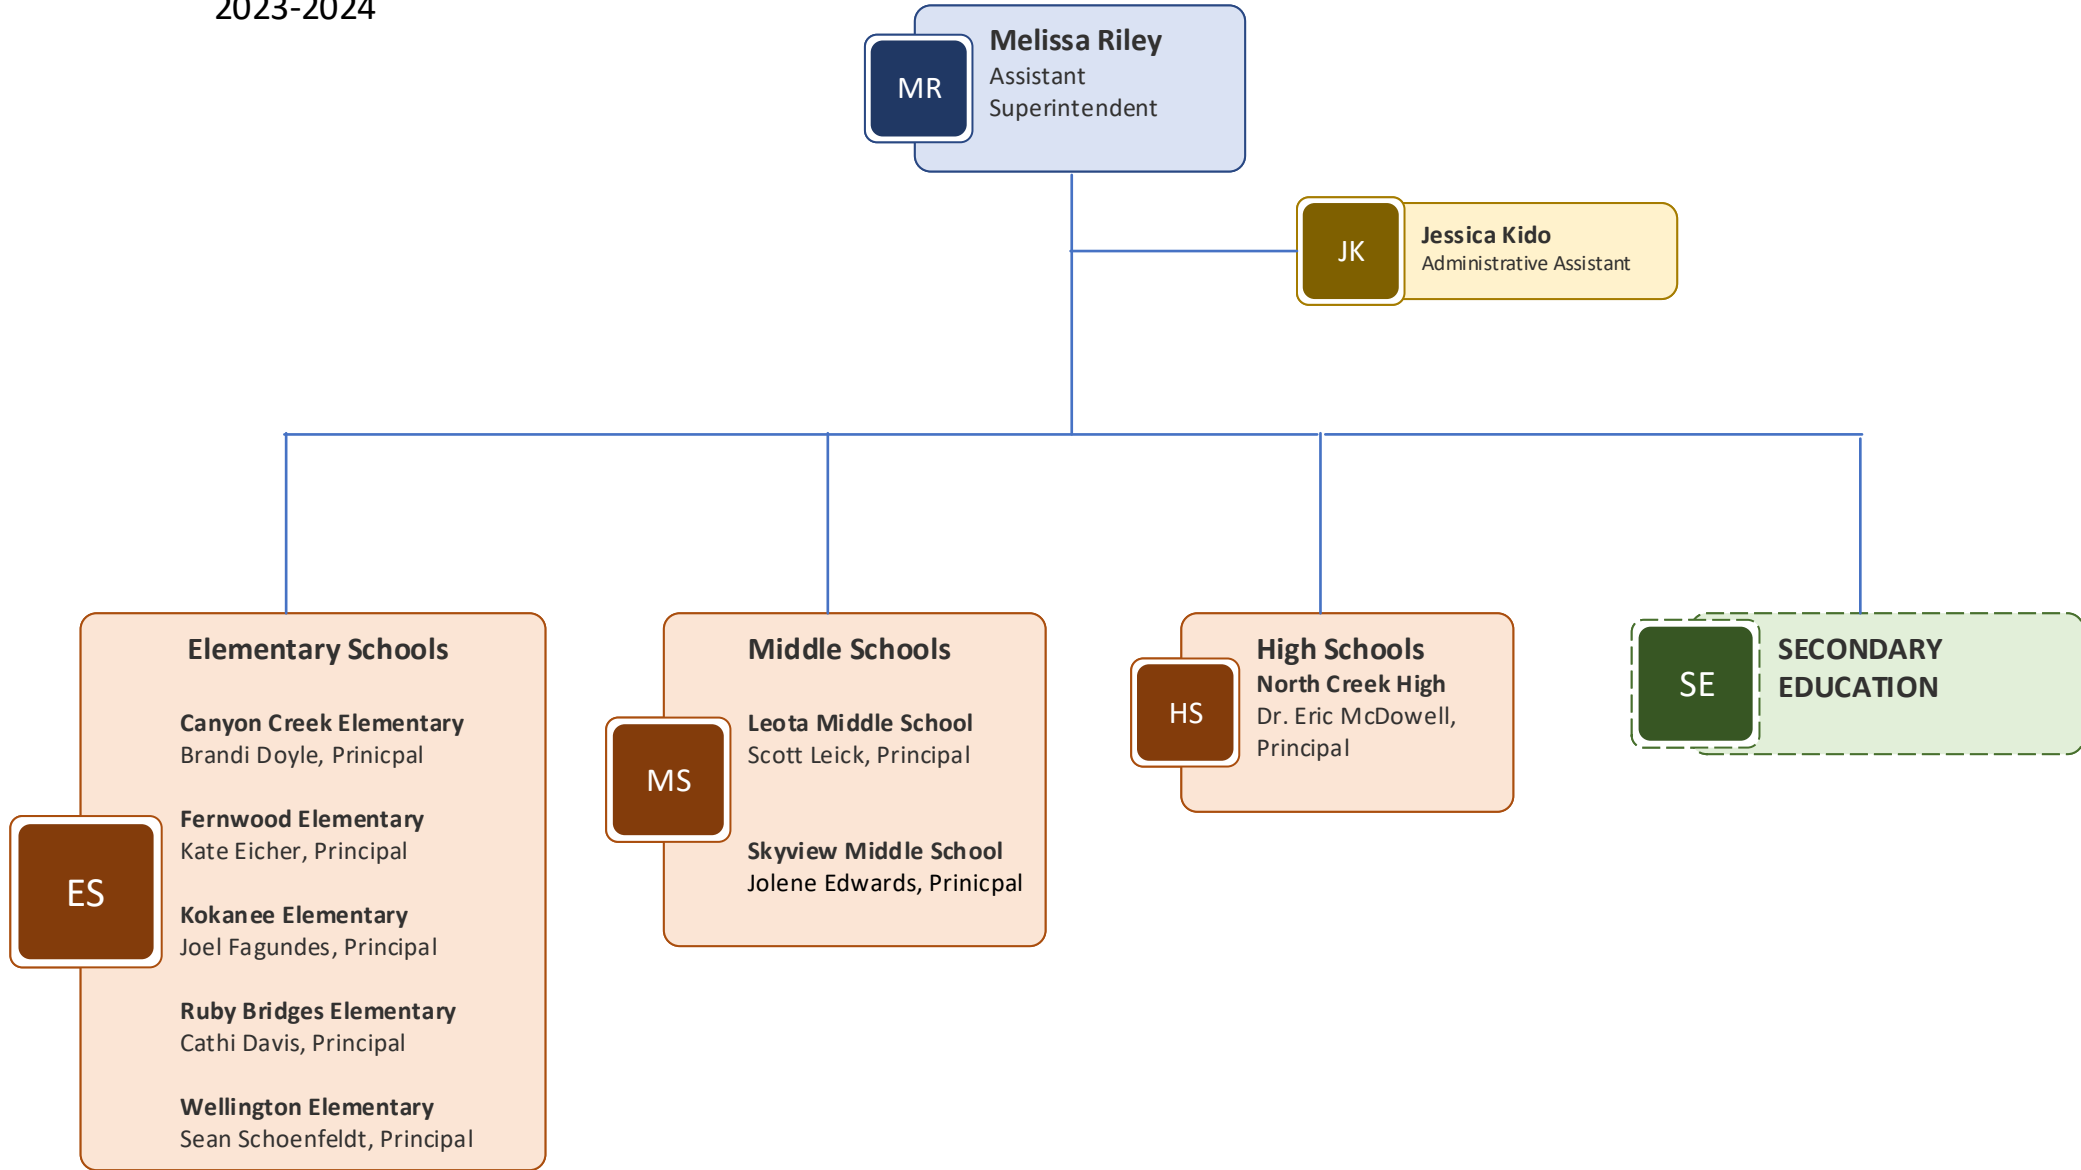 2023-2024
MR
Melissa Riley
Assistant
Superintendent
JK
Jessica Kido
Administrative Assistant
Elementary Schools
Canyon Creek Elementary
Brandi Doyle, Prinicpal
Fernwood Elementary
Kate Eicher, Principal
ES
Kokanee Elementary
Joel Fagundes, Principal
Ruby Bridges Elementary
Cathi Davis, Principal
Wellington Elementary
Sean Schoenfeldt, Principal
Middle Schools
Leota Middle School
Scott Leick, Principal
MS
Skyview Middle School
Jolene Edwards, Prinicpal
High Schools
North Creek High
HS
Dr. Eric McDowell,
Principal
SE
SECONDARY
EDUCATION